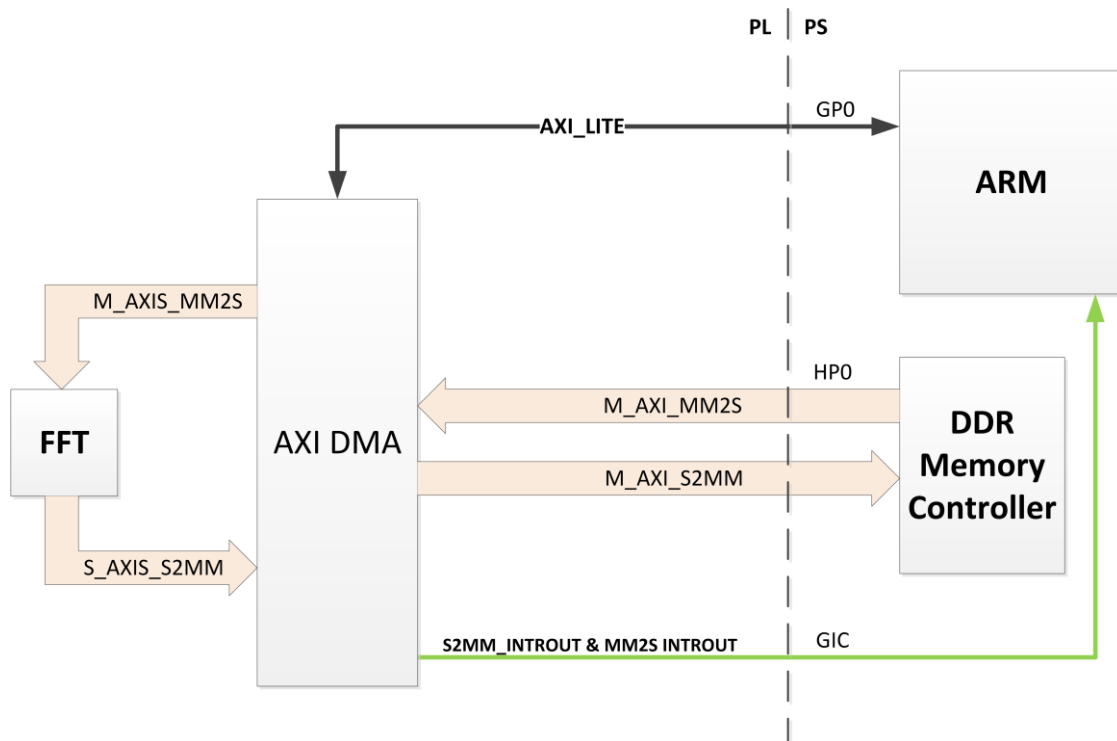 PL
PS
GP0
AXI_LITE
ARM
M_AXIS_MM2S
HP0
M_AXI_MM2S
FFT
AXI DMA
DDR
Memory
Controller
M_AXI_S2MM
S_AXIS_S2MM
S2MM_INTROUT & MM2S INTROUT
GIC